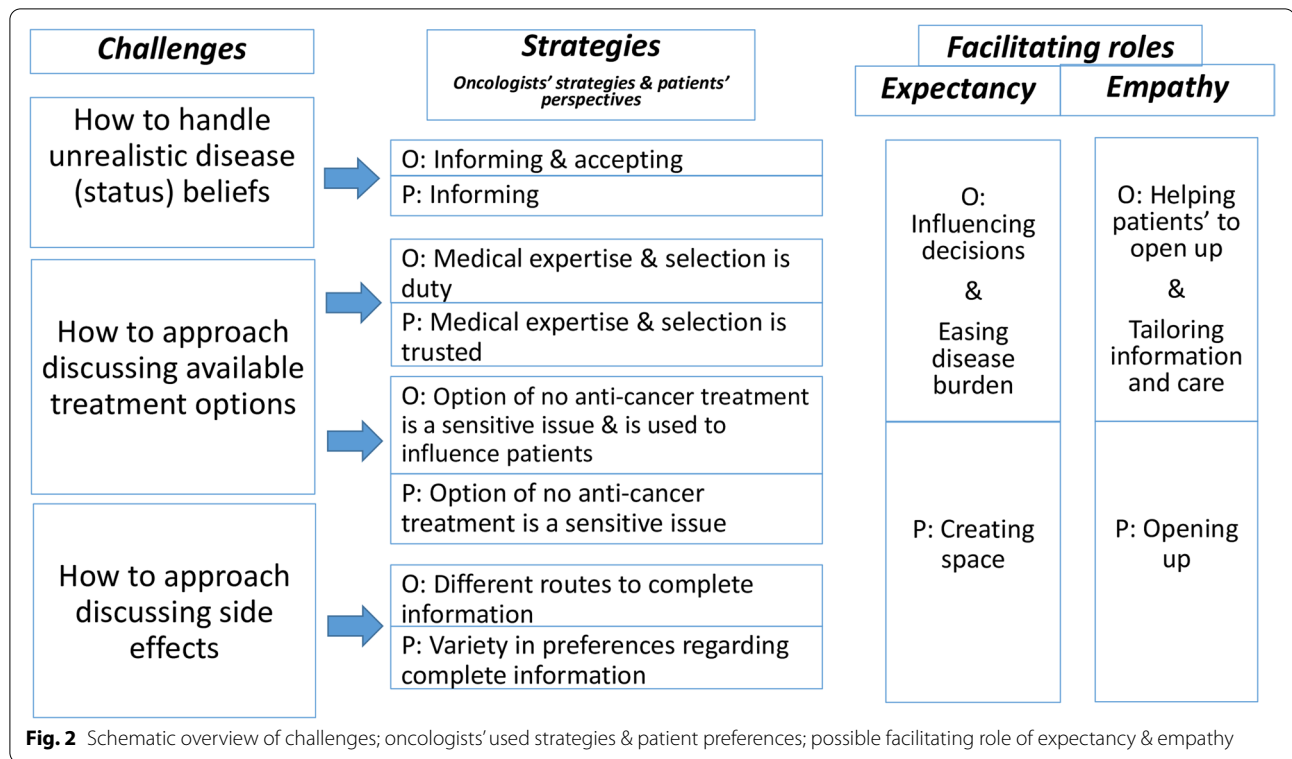 Challenges
How to handle
unrealistic disease
(status) beliefs
How to approach
discussing available
treatment options
How to approach
discussing side
effects
Strategies
Oncologists' strategies & patients'
perspectives
O: Informing & accepting
P: Informing
O: Medical expertise & selection is
duty
P: Medical expertise & selection is
trusted
O: Option of no anti-cancer treatment
is a sensitive issue & is used to
influence patients
P: Option of no anti-cancer
treatment is a sensitive issue
O: Different routes to complete
information
P: Variety in preferences regarding
complete information
Facilitating roles
Expectancy
O:
Influencing
decisions
&
Easing
disease
burden
P: Creating
space
Empathy
O: Helping
patients' to
open up
&
Tailoring
information
and care
P: Opening
up
Fig. 2 Schematic overview of challenges; oncologists' used strategies & patient preferences; possible facilitating role of expectancy & empathy